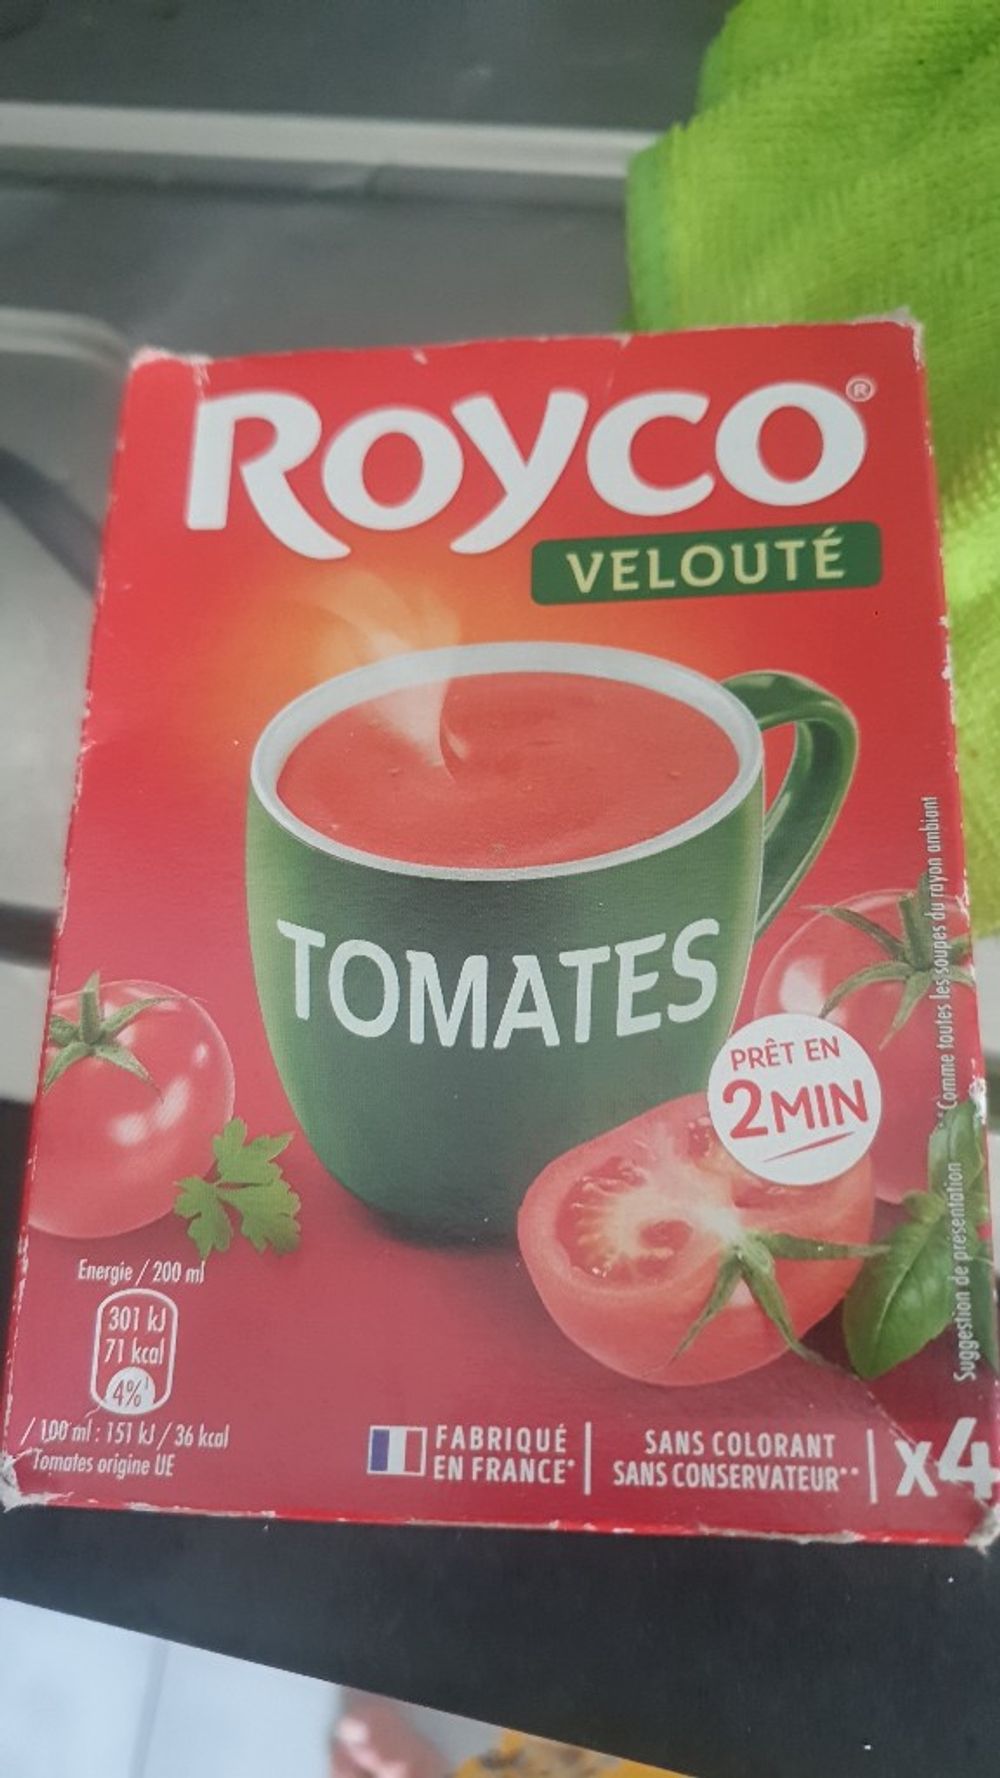 ROYCO®
VELOUTÉ
TOMATES
PRÊT EN
2MIN
Energie / 200 ml
301 kJ
71 kcal
4%¹
/ 100 ml : 151 kJ / 36 kcal
Tomates origine UE
FABRIQUÉ
EN FRANCE*
SANS COLORANT
SANS CONSERVATEUR**
x4
Suggestion de présentation
**Comme toutes les soupes du rayon ambiant